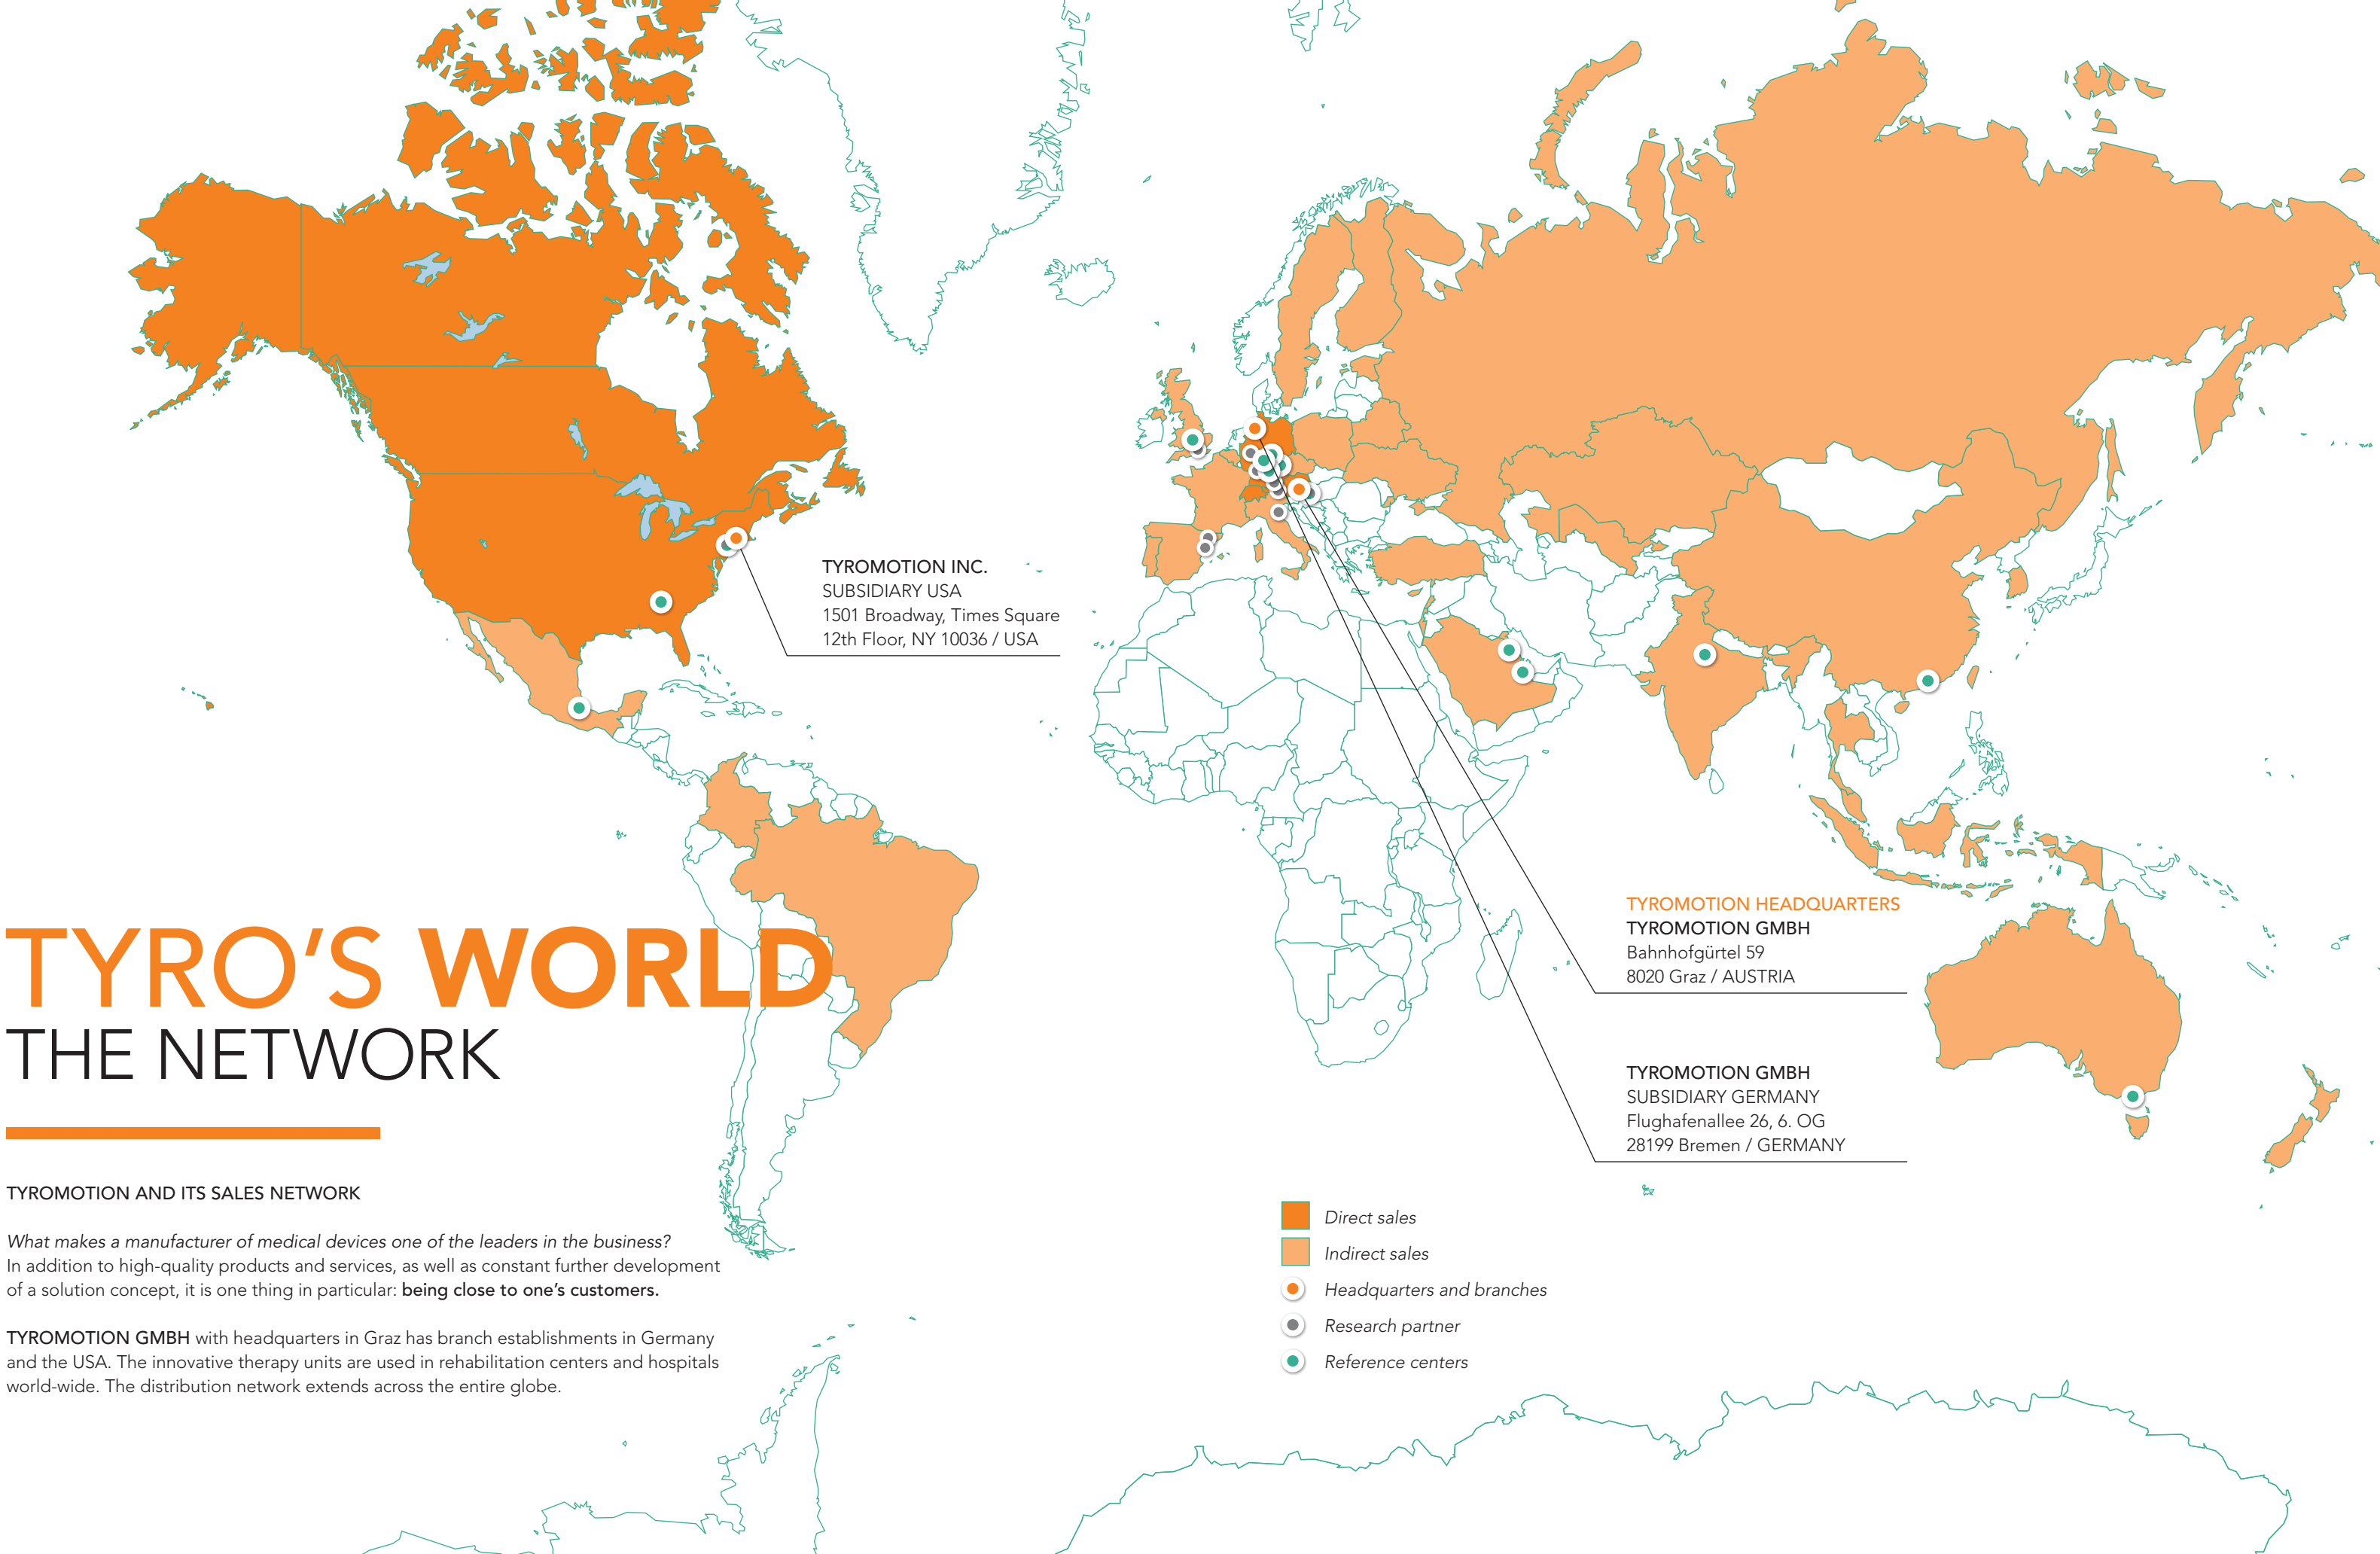 TYROMOTION INC.
SUBSIDIARY USA
1501 Broadway, Times Square
12th Floor, NY 10036 / USA
TYROMOTION HEADQUARTERS
TYROMOTION GMBH
Bahnhofgürtel 59
8020 Graz / AUSTRIA
TYROMOTION GMBH
SUBSIDIARY GERMANY
Flughafenallee 26, 6. OG
28199 Bremen / GERMANY
TYRO‘S WORLD
THE NETWORK
TYROMOTION AND ITS SALES NETWORK
What makes a manufacturer of medical devices one of the leaders in the business?
In addition to high-quality products and services, as well as constant further development
of a solution concept, it is one thing in particular: being close to one’s customers.
TYROMOTION GMBH with headquarters in Graz has branch establishments in Germany
and the USA. The innovative therapy units are used in rehabilitation centers and hospitals
world-wide. The distribution network extends across the entire globe.
Direct sales
Indirect sales
Headquarters and branches
Research partner
Reference centers